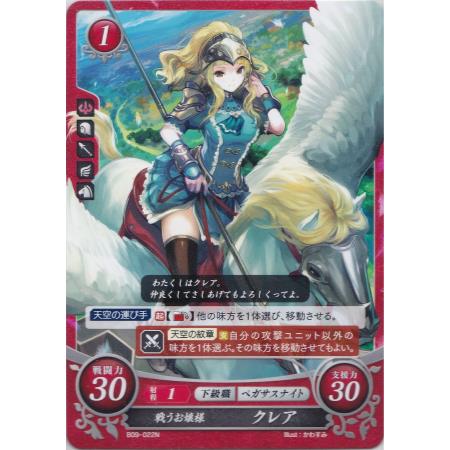 1
わたくしはクレア。
仲良くしてさしあげてもよろしくってよ。
天空の運び手 起 他の味方を1体選び、移動させる。
天空の紋章 支 自分の攻撃ユニット以外の
味方を1体選ぶ。その味方を移動させてもよい。
戦闘力 30
射程 1 下級職 ペガサスナイト
支援力 30
戦うお嬢様 クレア
B09-022N
Illust：かわすみ